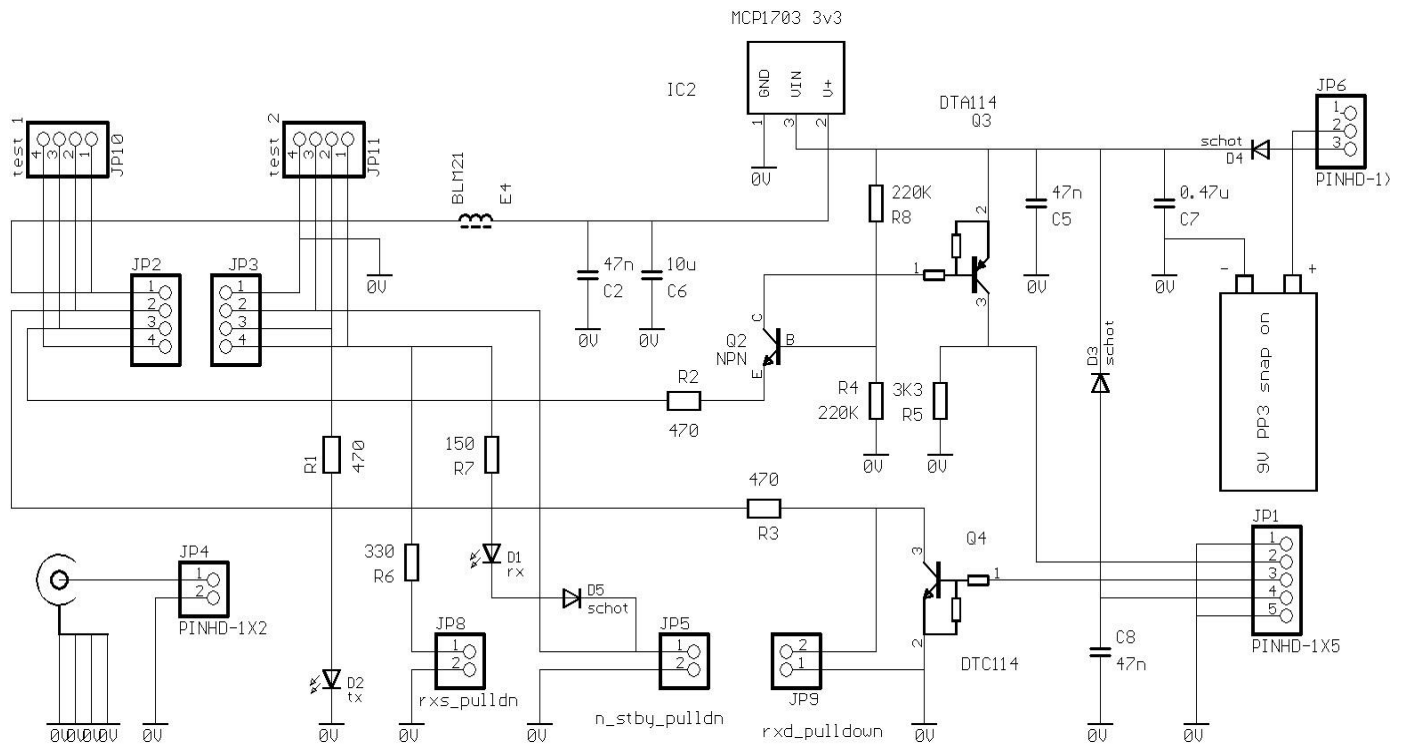 MCP1703 3v3
IC2
GND
VIN
V+
1
3
2
0V
DTA114
Q3
JP6
1
2
3
PINHD-1)
schot
D4
test 1
4
3
2
1
JP10
test 2
4
3
2
1
JP11
BLM21
E4
220K
R8
2
1
3
47n
C5
0V
0.47u
C7
0V
-
+
9V PP3 snap on
JP2
1
2
3
4
JP3
1
2
3
4
0V
47n
C2
0V
10u
C6
0V
Q2
NPN
C
B
E
D3
schot
R2
470
R4
220K
0V
3K3
R5
0V
R1
470
150
R7
470
R3
JP1
1
2
3
4
5
PINHD-1X5
Q4
3
1
2
DTC114
JP4
1
2
PINHD-1X2
330
R6
D1
rx
D5
schot
JP8
1
2
rxs_pulldn
JP5
1
2
n_stby_pulldn
2
1
JP9
rxd_pulldown
C8
47n
D2
tx
0V
0V
0V
0V
0V
0V
0V
0V
0V
0V
0V